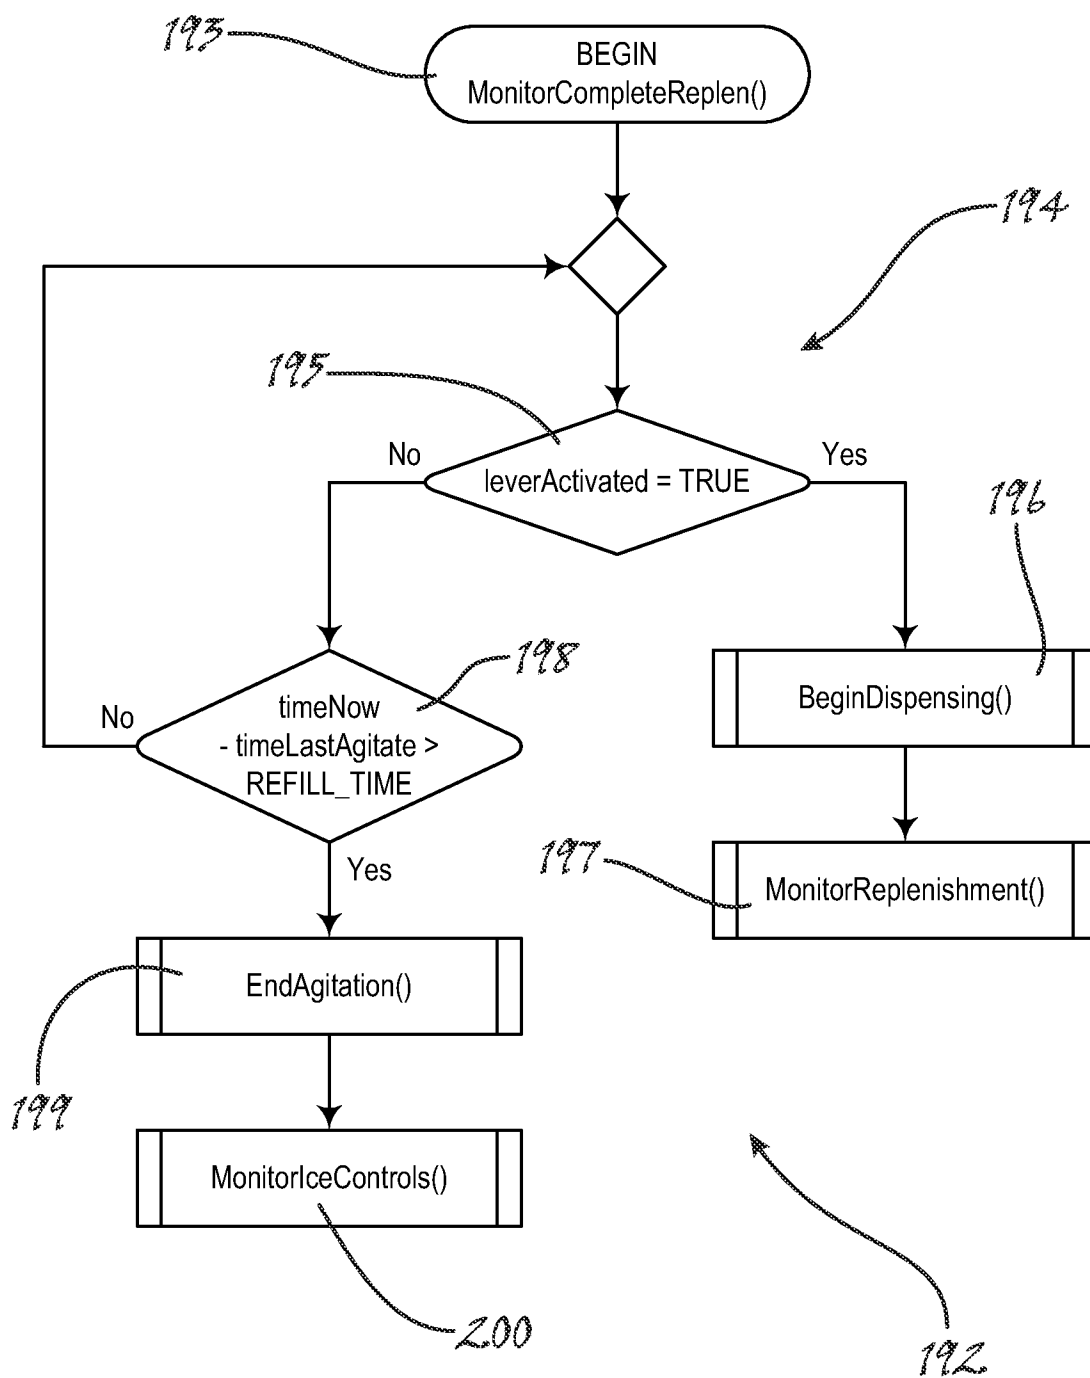 193
BEGIN
MonitorCompleteReplen()
194
195
No
leverActivated = TRUE
Yes
196
198
No
timeNow
- timeLastAgitate >
REFILL_TIME
BeginDispensing()
Yes
197
MonitorReplenishment()
EndAgitation()
199
MonitorIceControls()
200
192